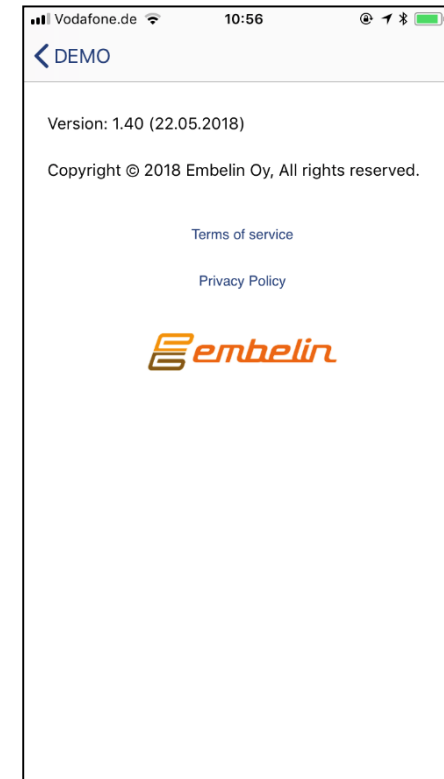 Vodafone.de 10:56
DEMO
Version: 1.40 (22.05.2018)
Copyright © 2018 Embelin Oy, All rights reserved.
Terms of service
Privacy Policy
embelin